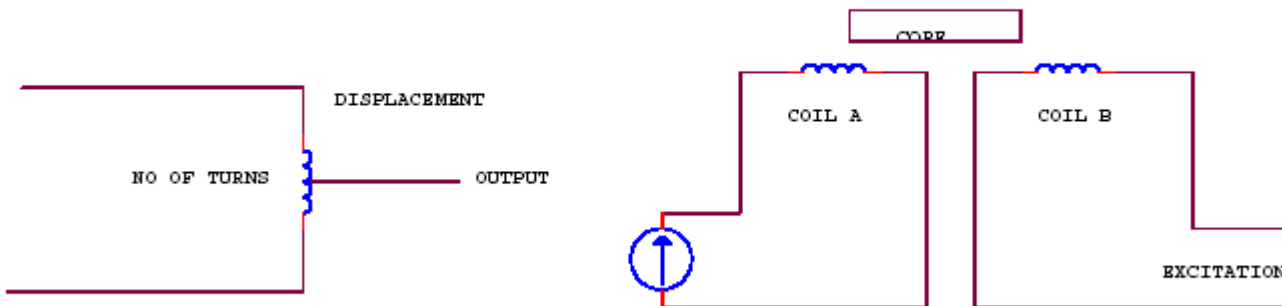 CORE
DISPLACEMENT
COIL A
COIL B
NO OF TURNS
OUTPUT
EXCITATION